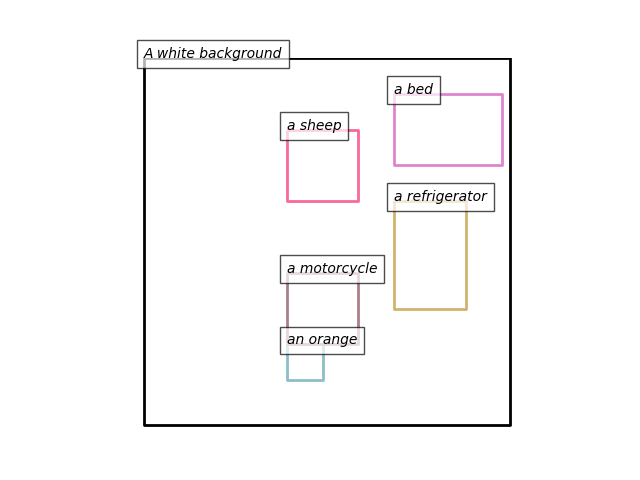 A white background
a bed
a sheep
a refrigerator
a motorcycle
an orange